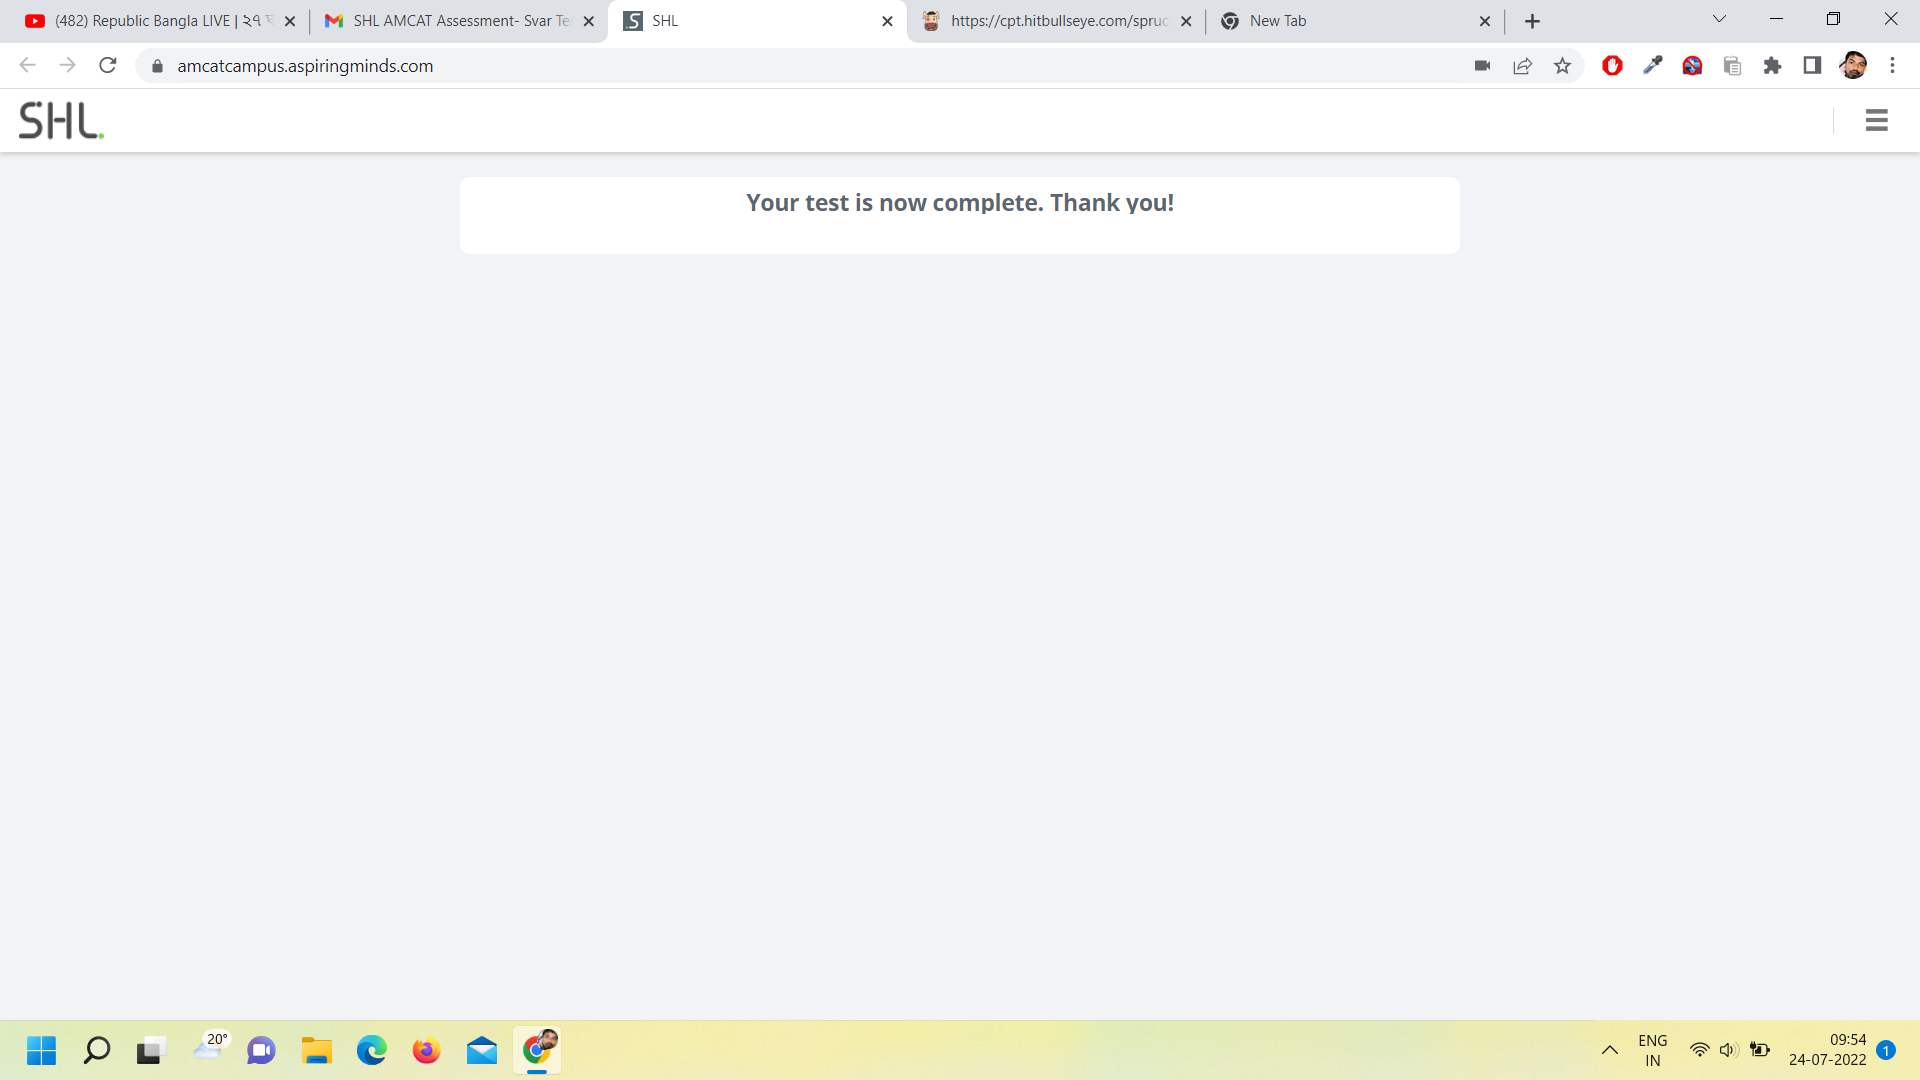 (482) Republic Bangla LIVE | ২৭
SHL AMCAT Assessment- Svar Te
SHL
https://cpt.hitbullseye.com/spruc
New Tab
amcatcampus.aspiringminds.com
SHL.
Your test is now complete. Thank you!
20°
ENG
IN
09:54
24-07-2022
1